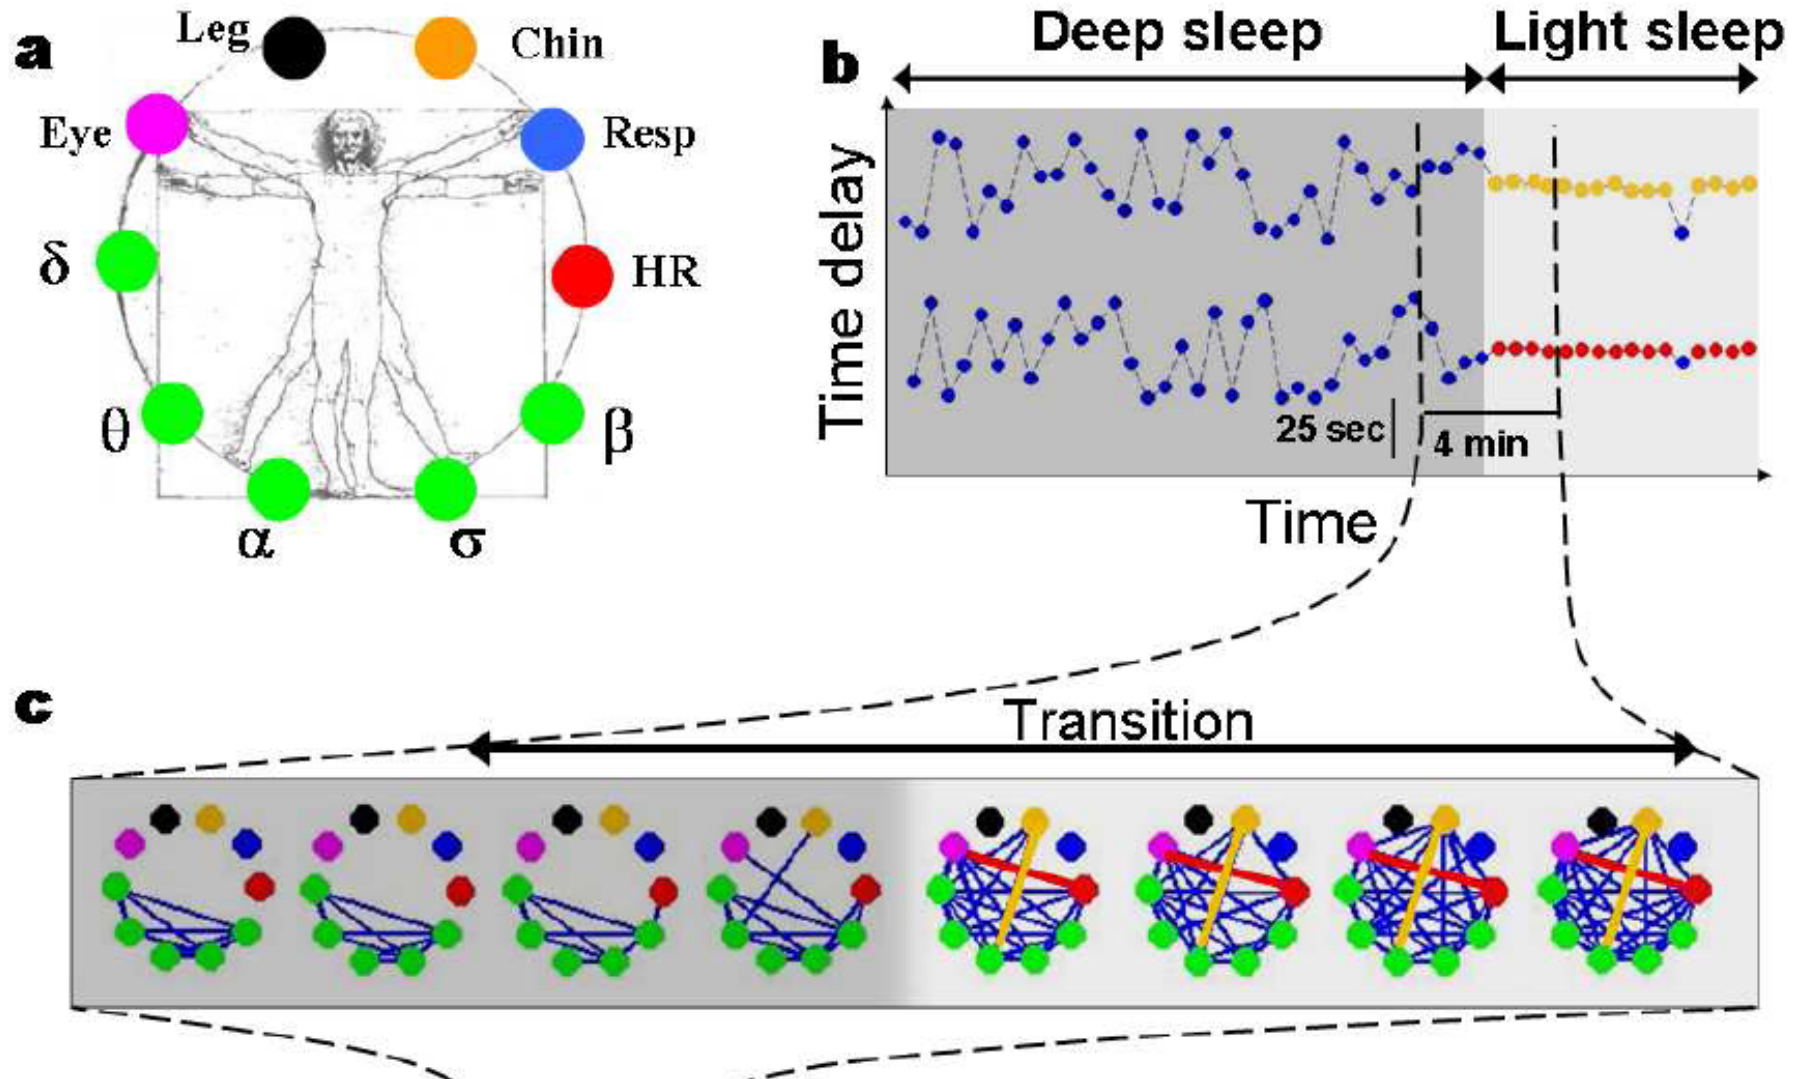 a
Leg
Chin
Eye
Resp
δ
HR
θ
β
α
σ
b
Deep sleep
Light sleep
Time delay
25 sec
4 min
Time
c
Transition